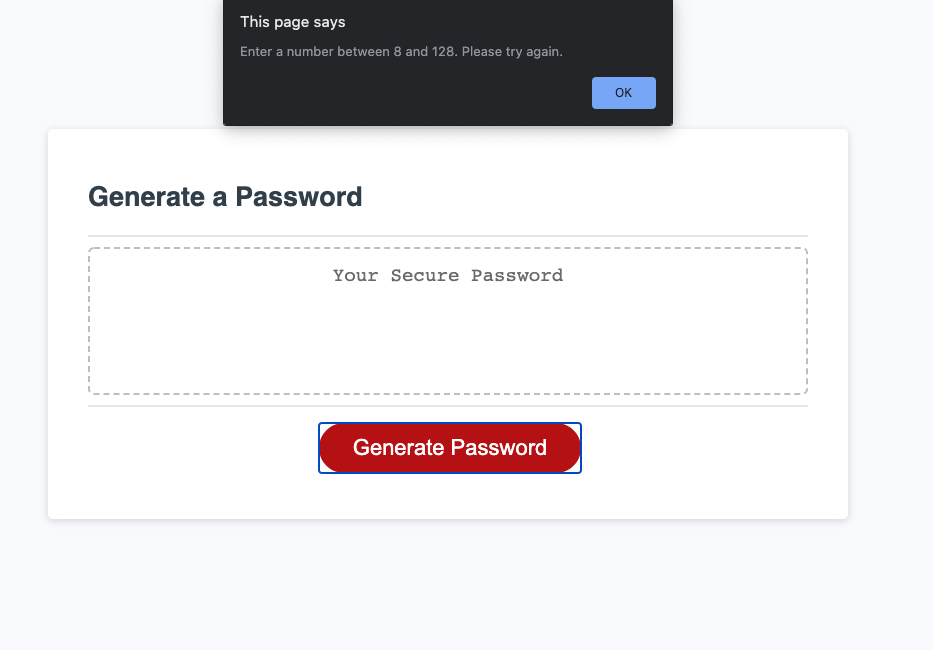 This page says
Enter a number between 8 and 128. Please try again.
OK
Generate a Password
Your Secure Password
Generate Password